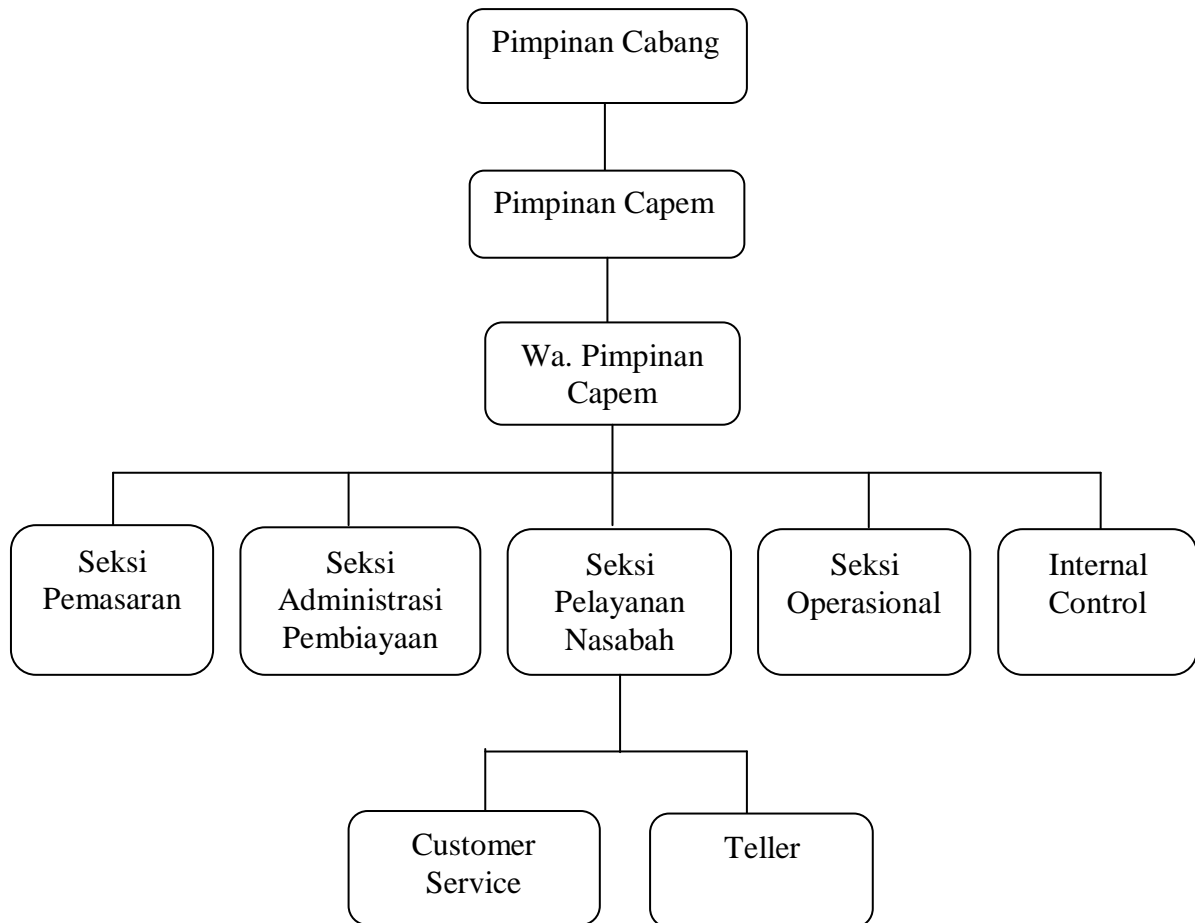 Pimpinan Cabang
Pimpinan Capem
Wa. Pimpinan
Capem
Seksi
Pemasaran
Seksi
Administrasi
Pembiayaan
Seksi
Pelayanan
Nasabah
Seksi
Operasional
Internal
Control
Customer
Service
Teller